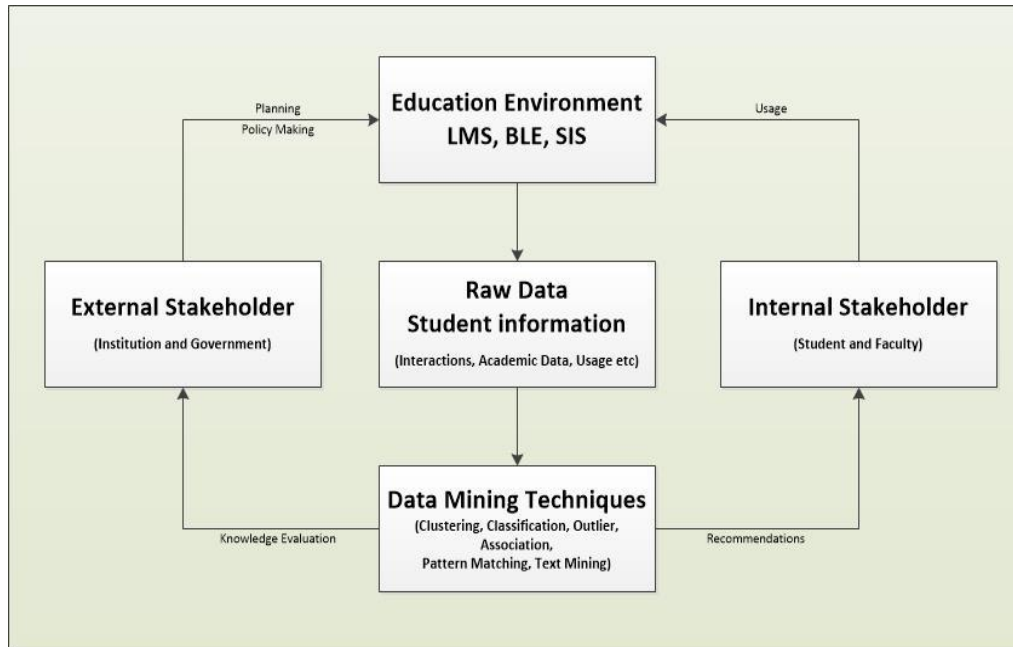 Education Environment
LMS, BLE, SIS
Planning
Policy Making
Usage
External Stakeholder
(Institution and Government)
Raw Data
Student information
(Interactions, Academic Data, Usage etc)
Internal Stakeholder
(Student and Faculty)
Data Mining Techniques
(Clustering, Classification, Outlier,
Association,
Pattern Matching, Text Mining)
Knowledge Evaluation
Recommendations